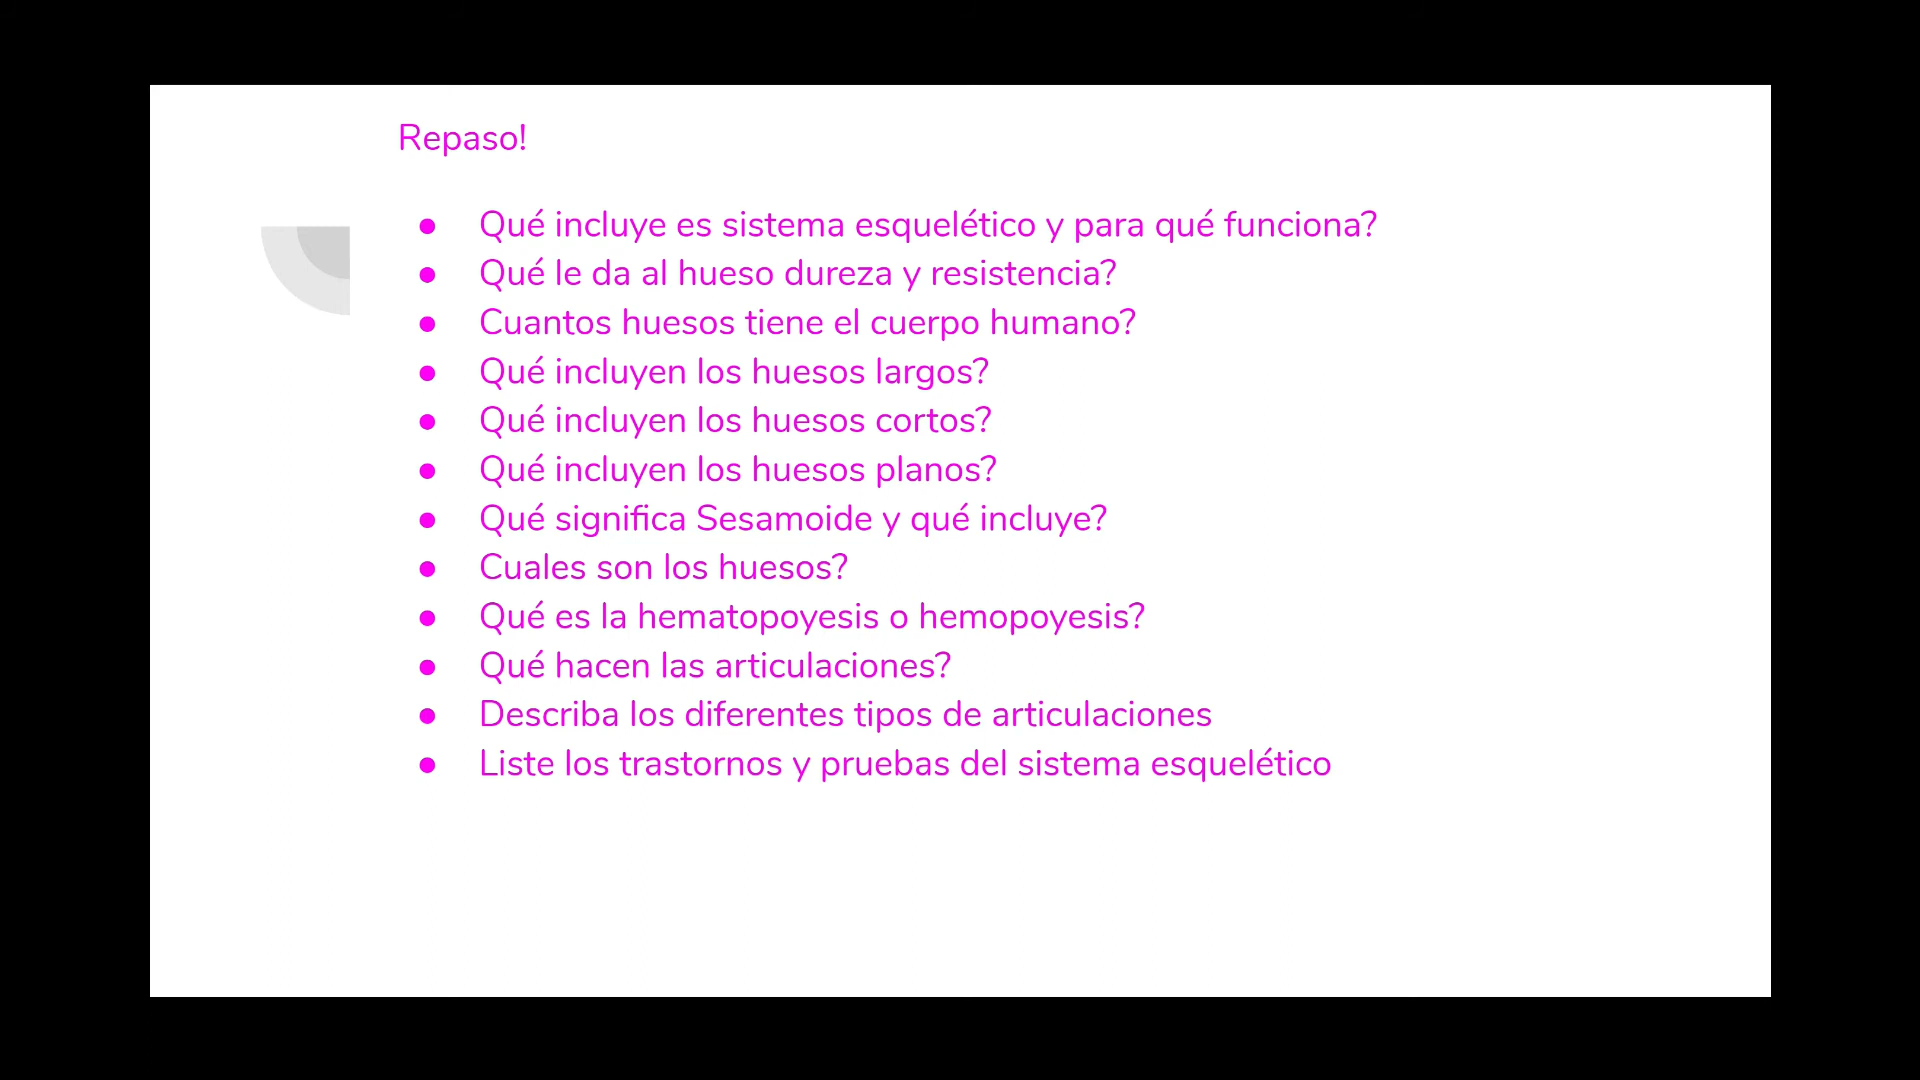 Repaso!
● Qué incluye es sistema esquelético y para qué funciona?
● Qué le da al hueso dureza y resistencia?
● Cuantos huesos tiene el cuerpo humano?
● Qué incluyen los huesos largos?
● Qué incluyen los huesos cortos?
● Qué incluyen los huesos planos?
● Qué significa Sesamoide y qué incluye?
● Cuales son los huesos?
● Qué es la hematopoyesis o hemopoyesis?
● Qué hacen las articulaciones?
● Describa los diferentes tipos de articulaciones
● Liste los trastornos y pruebas del sistema esquelético